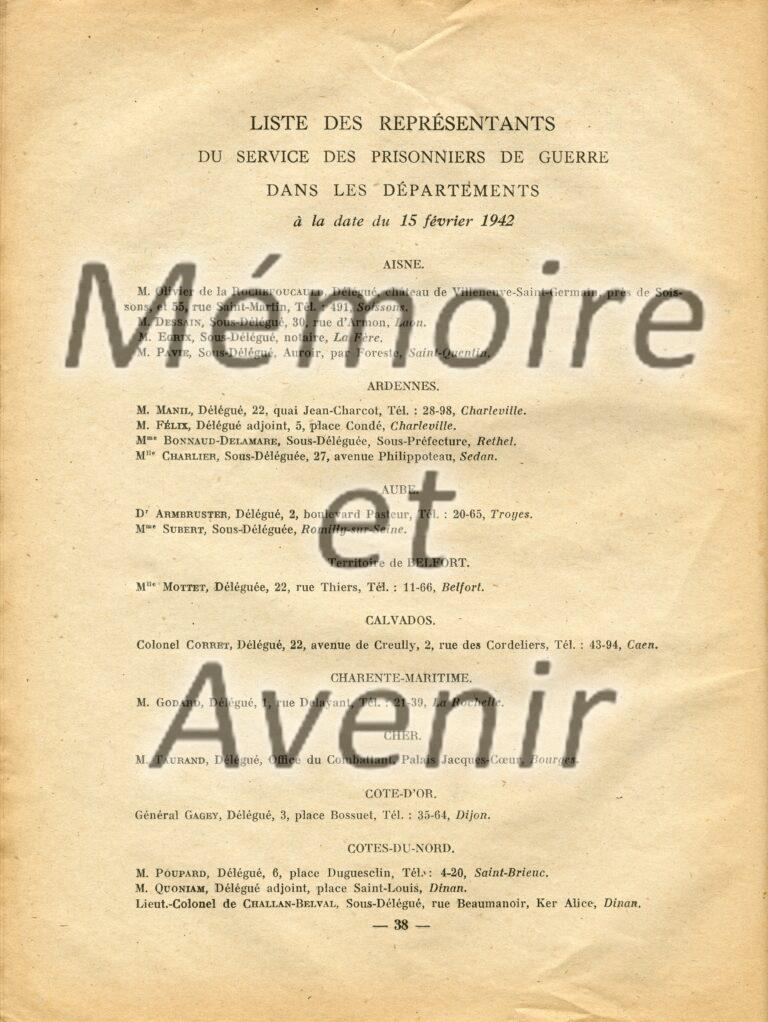 LISTE DES REPRÉSENTANTS
DU SERVICE DES PRISONNIERS DE GUERRE
DANS LES DÉPARTEMENTS
à la date du 15 février 1942
AISNE.
M. Olivier de la ROCHEFOUCAULD, Délégué, château de Villeneuve-Saint-Germain, près de Sois-
sons, et 55, rue Saint-Martin, Tél. : 491, Soissons.
M. DESSAIN, Sous-Délégué, 30, rue d'Armon, Laon.
M. EGRIX, Sous-Délégué, notaire, La Fère.
M. PAVIE, Sous-Délégué, Auroir, par Foreste, Saint-Quentin.
ARDENNES.
M. MANIL, Délégué, 22, quai Jean-Charcot, Tél. : 28-98, Charleville.
M. FÉLIX, Délégué adjoint, 5, place Condé, Charleville.
Mme BONNAUD-DELAMARE, Sous-Déléguée, Sous-Préfecture, Rethel.
Mlle CHARLIER, Sous-Déléguée, 27, avenue Philippoteau, Sedan.
AUBE.
Dr ARMBRUSTER, Délégué, 2, boulevard Pasteur, Tél. : 20-65, Troyes.
Mme SUBERT, Sous-Déléguée, Romilly-sur-Seine.
Territoire de BELFORT.
Mlle MOTTET, Déléguée, 22, rue Thiers, Tél. : 11-66, Belfort.
CALVADOS.
Colonel CORRET, Délégué, 22, avenue de Creully, 2, rue des Cordeliers, Tél. : 43-94, Caen.
CHARENTE-MARITIME.
M. GODARD, Délégué, 1, rue Delayant, Tél. : 21-39, La Rochelle.
CHER.
M. TAURAND, Délégué, Office du Combattant, Palais Jacques-Cœur, Bourges.
COTE-D'OR.
Général GAGEY, Délégué, 3, place Bossuet, Tél. : 35-64, Dijon.
COTES-DU-NORD.
M. POUPARD, Délégué, 6, place Duguesclin, Tél. : 4-20, Saint-Brieuc.
M. QUONIAM, Délégué adjoint, place Saint-Louis, Dinan.
Lieut.-Colonel de CHALLAN-BELVAL, Sous-Délégué, rue Beaumanoir, Ker Alice, Dinan.
— 38 —
Mémoire
et
Avenir